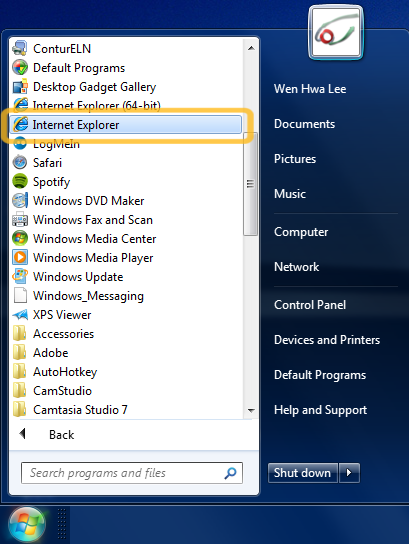 ConturELN
Default Programs
Desktop Gadget Gallery
Internet Explorer (64-bit)
Internet Explorer
LogMeIn
Safari
Spotify
Windows DVD Maker
Windows Fax and Scan
Windows Media Center
Windows Media Player
Windows Update
Windows_Messaging
XPS Viewer
Accessories
Adobe
AutoHotkey
CamStudio
Camtasia Studio 7
Back
Search programs and files
Wen Hwa Lee
Documents
Pictures
Music
Computer
Network
Control Panel
Devices and Printers
Default Programs
Help and Support
Shut down